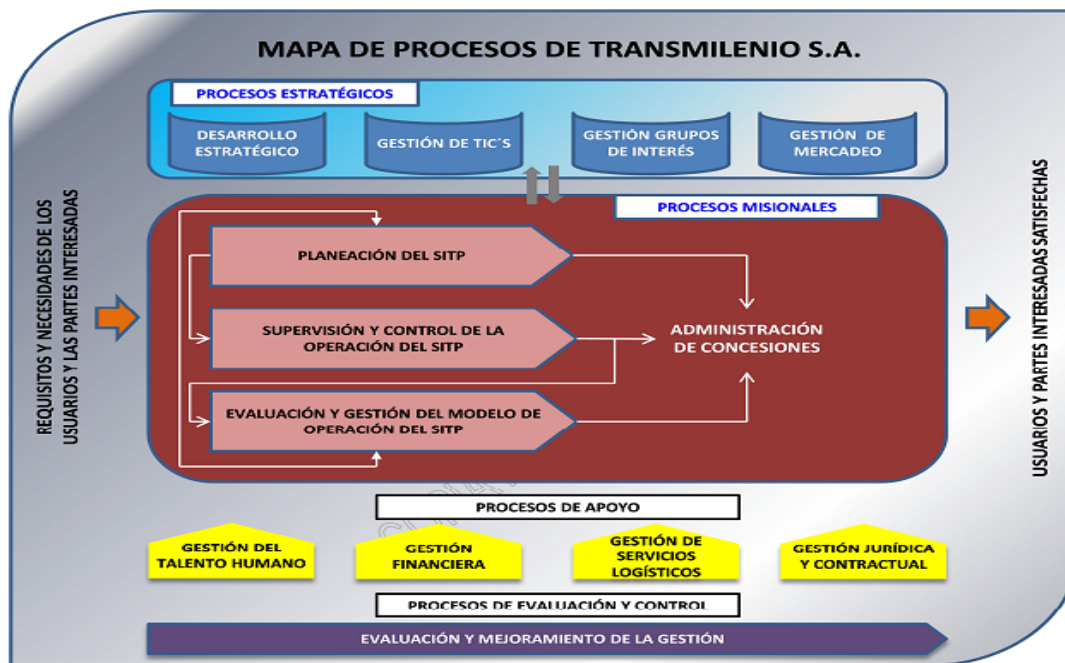 MAPA DE PROCESOS DE TRANSMILENIO S.A.
PROCESOS ESTRATÉGICOS
DESARROLLO
ESTRATÉGICO
GESTIÓN DE TIC´S
GESTIÓN GRUPOS
DE INTERÉS
GESTIÓN DE
MERCADEO
REQUISITOS Y NECESIDADES DE LOS
USUARIOS Y LAS PARTES INTERESADAS
PROCESOS MISIONALES
PLANEACIÓN DEL SITP
SUPERVISIÓN Y CONTROL DE LA
OPERACIÓN DEL SITP
EVALUACIÓN Y GESTIÓN DEL MODELO DE
OPERACIÓN DEL SITP
ADMINISTRACIÓN
DE CONCESIONES
USUARIOS Y PARTES INTERESADAS SATISFECHAS
PROCESOS DE APOYO
GESTIÓN DEL
TALENTO HUMANO
GESTIÓN
FINANCIERA
GESTIÓN DE
SERVICIOS
LOGÍSTICOS
GESTIÓN JURÍDICA
Y CONTRACTUAL
PROCESOS DE EVALUACIÓN Y CONTROL
EVALUACIÓN Y MEJORAMIENTO DE LA GESTIÓN